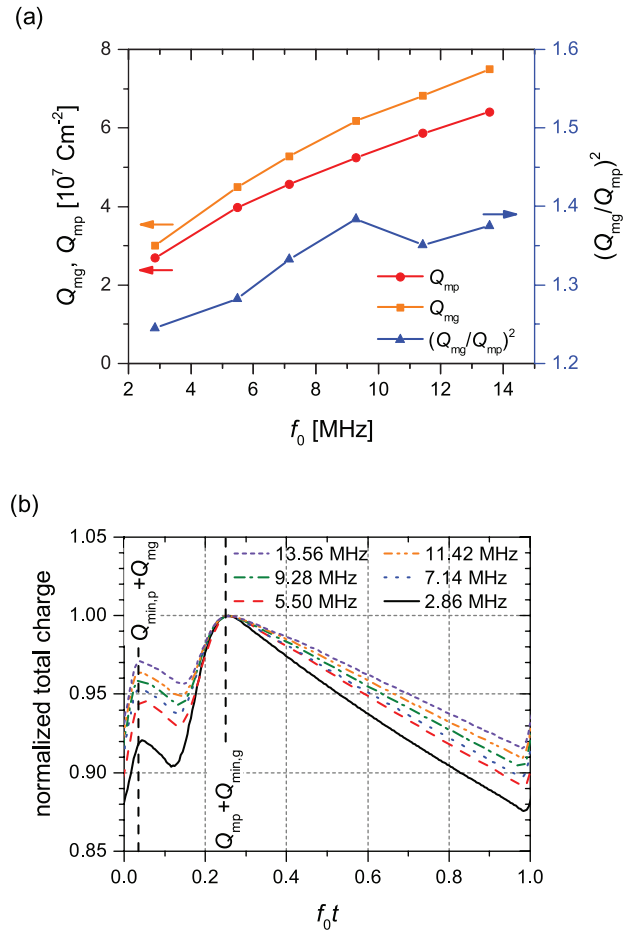 (a)
8
6
4
2
0
Q_mg, Q_mp [10^7 Cm^-2]
1.6
1.5
1.4
1.3
1.2
(Q_mg/Q_mp)^2
Q_mp
Q_mg
(Q_mg/Q_mp)^2
2 4 6 8 10 12 14
f_0 [MHz]
(b)
1.05
1.00
0.95
0.90
0.85
normalized total charge
13.56 MHz 11.42 MHz
9.28 MHz 7.14 MHz
5.50 MHz 2.86 MHz
Q_min,p + Q_mg
Q_mp + Q_min,g
0.0 0.2 0.4 0.6 0.8 1.0
f_0t